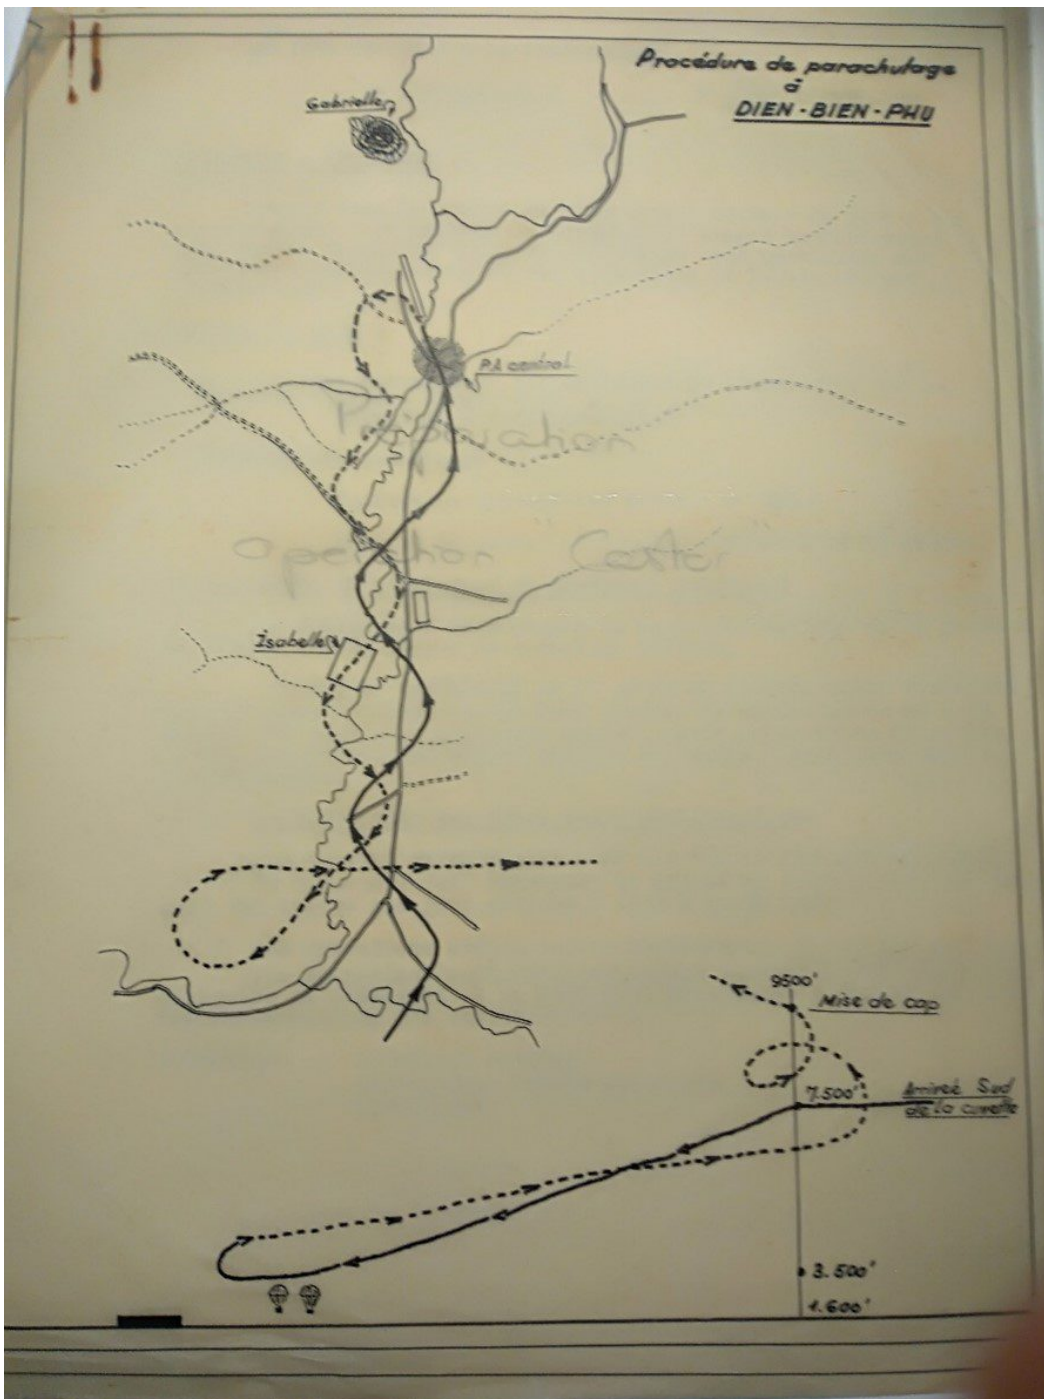 Procédure de parachutage
à
DIEN-BIEN-PHU
Gabrielle
P.A central
Préparation
Opération "Castor"
Isabelle
9500'
Mise de cap
7.500'
Arrivée Sud
de la cuvette
3.500'
1.600'